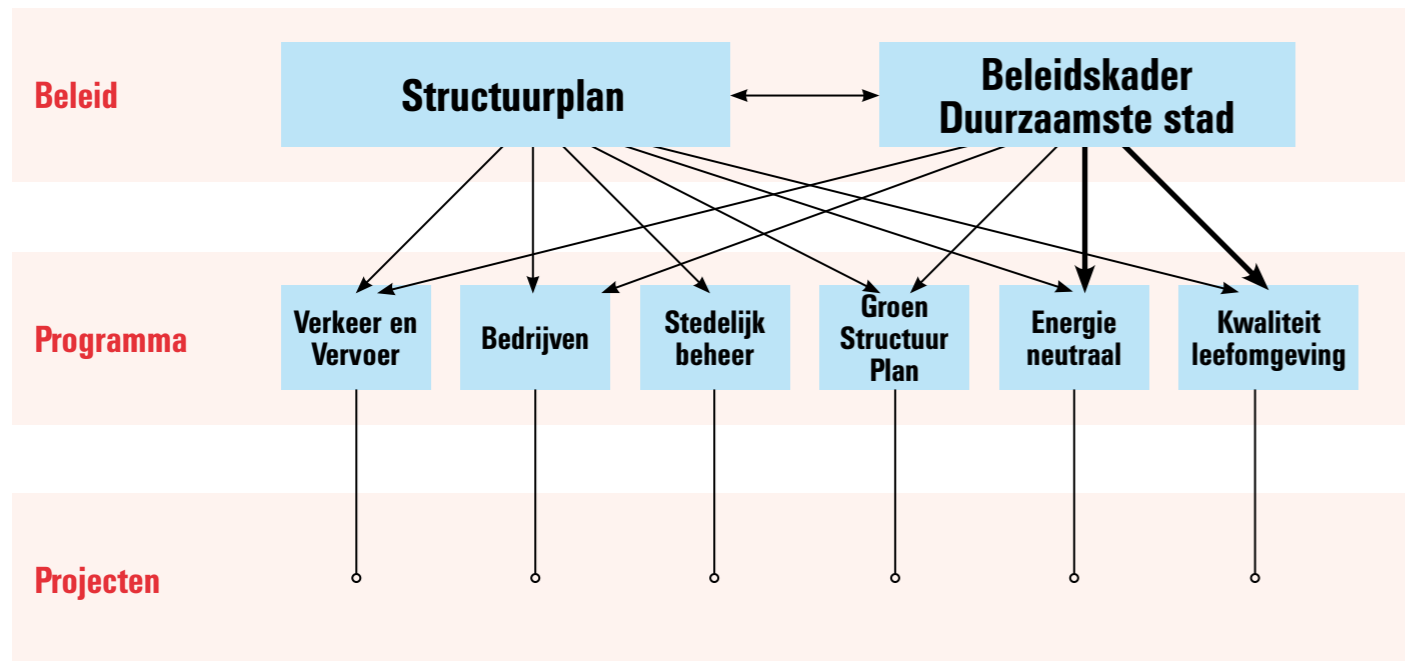 Beleid
Structuurplan
Beleidskader
Duurzaamste stad
Programma
Verkeer en
Vervoer
Bedrijven
Stedelijk
beheer
Groen
Structuur
Plan
Energie
neutraal
Kwaliteit
leefomgeving
Projecten